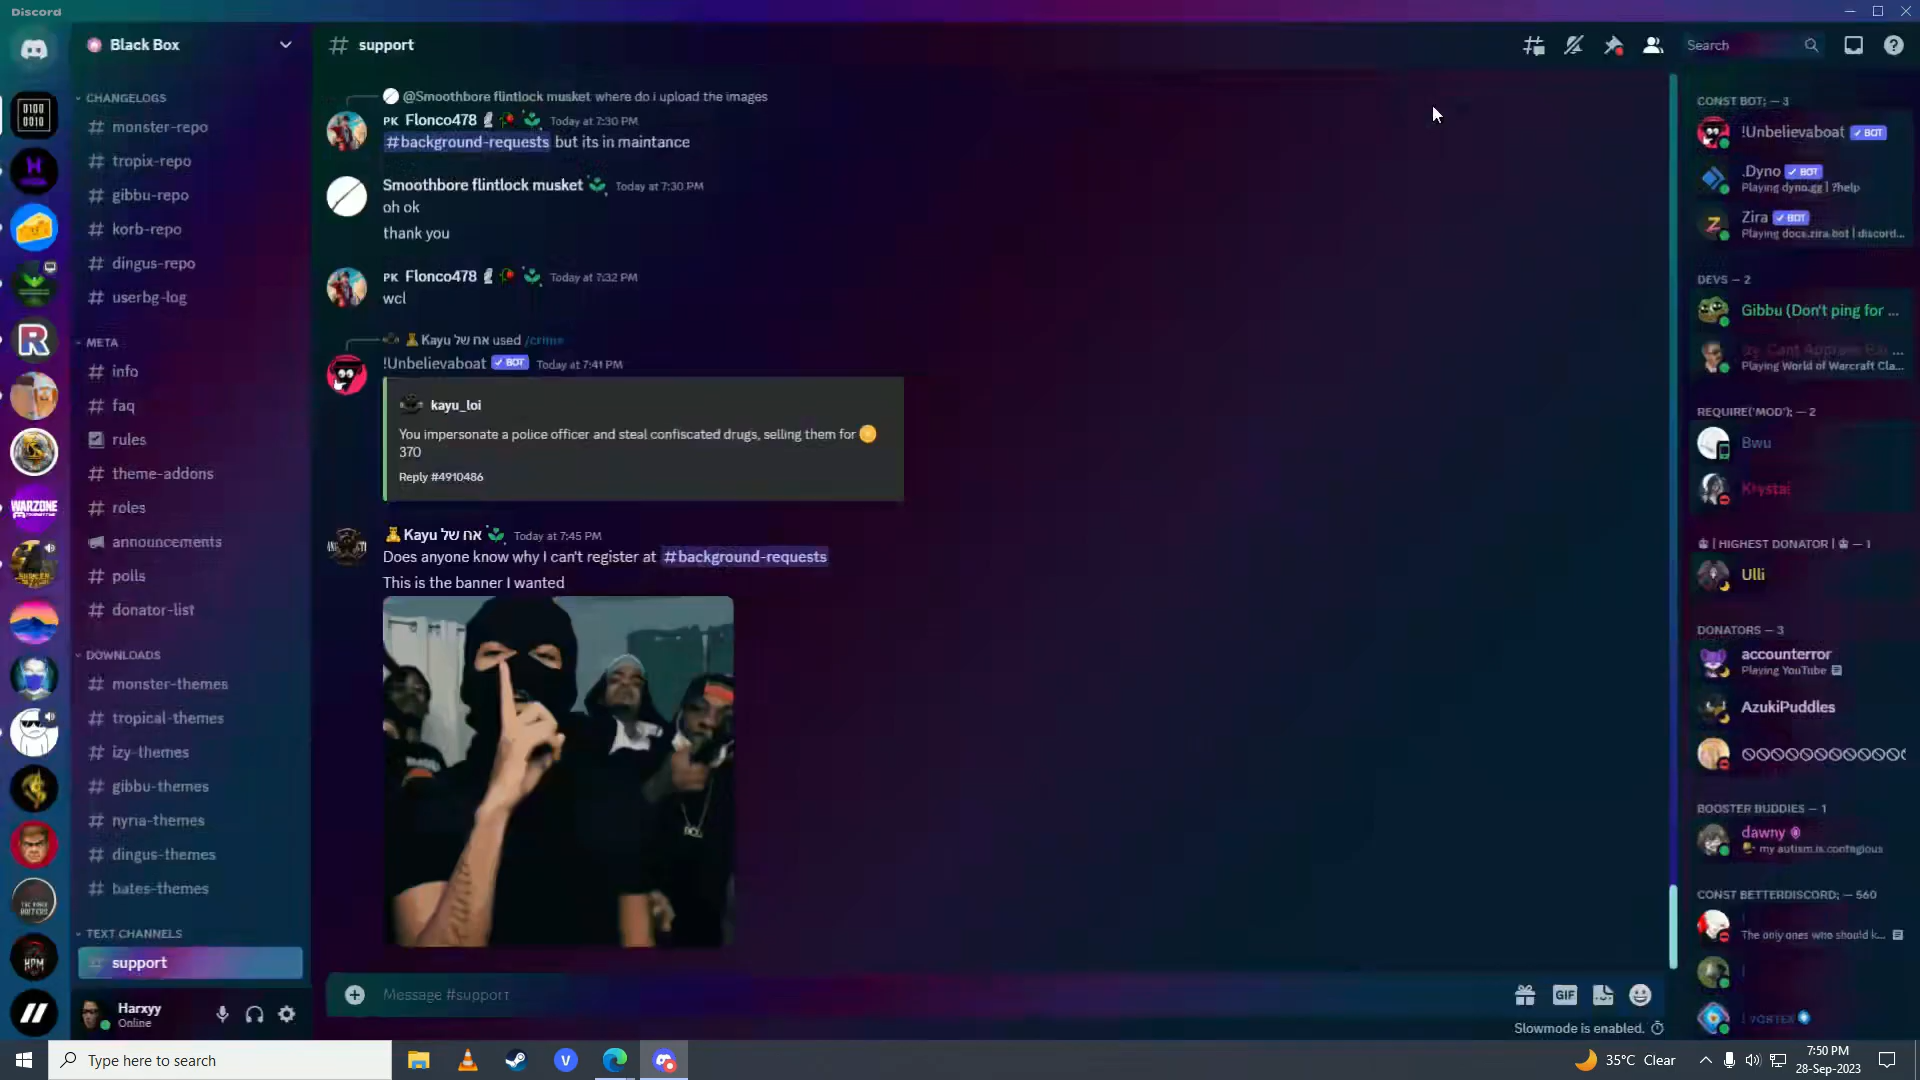 Discord
Black Box
support
Search
CHANGELOGS
monster-repo
tropix-repo
gibbu-repo
korb-repo
dingus-repo
userbg-log
META
info
faq
rules
theme-addons
roles
announcements
polls
donator-list
DOWNLOADS
monster-themes
tropical-themes
izy-themes
gibbu-themes
nyria-themes
dingus-themes
bates-themes
TEXT CHANNELS
support
Harxyy
Online
0100
0010
R
WARZONE
HPM
@Smoothbore flintlock musket where do i upload the images
PK Flonco478 Today at 7:30 PM
#background-requests but its in maintance
Smoothbore flintlock musket Today at 7:30 PM
oh ok
thank you
PK Flonco478 Today at 7:32 PM
wcl
Kayu אח של used /crime
!Unbelievaboat ✓ BOT Today at 7:41 PM
kayu_loi
You impersonate a police officer and steal confiscated drugs, selling them for
370
Reply #4910486
Kayu אח של Today at 7:45 PM
Does anyone know why I can't register at #background-requests
This is the banner I wanted
Message #support
GIF
Slowmode is enabled.
CONST BOT; — 3
!Unbelievaboat ✓ BOT
.Dyno ✓ BOT
Playing dyno.gg | ?help
Zira ✓ BOT
Playing docs.zira.bot | discord...
DEVS — 2
Gibbu (Don't ping for ...
Playing World of Warcraft Cla...
REQUIRE('MOD'); — 2
Bwu
Krystal
| HIGHEST DONATOR | — 1
Ulli
DONATORS — 3
accounterror
Playing YouTube
AzukiPuddles
BOOSTER BUDDIES — 1
dawny
my autism is contagious
CONST BETTERDISCORD; — 560
The only ones who should k...
Type here to search
V
35°C Clear
7:50 PM
28-Sep-2023